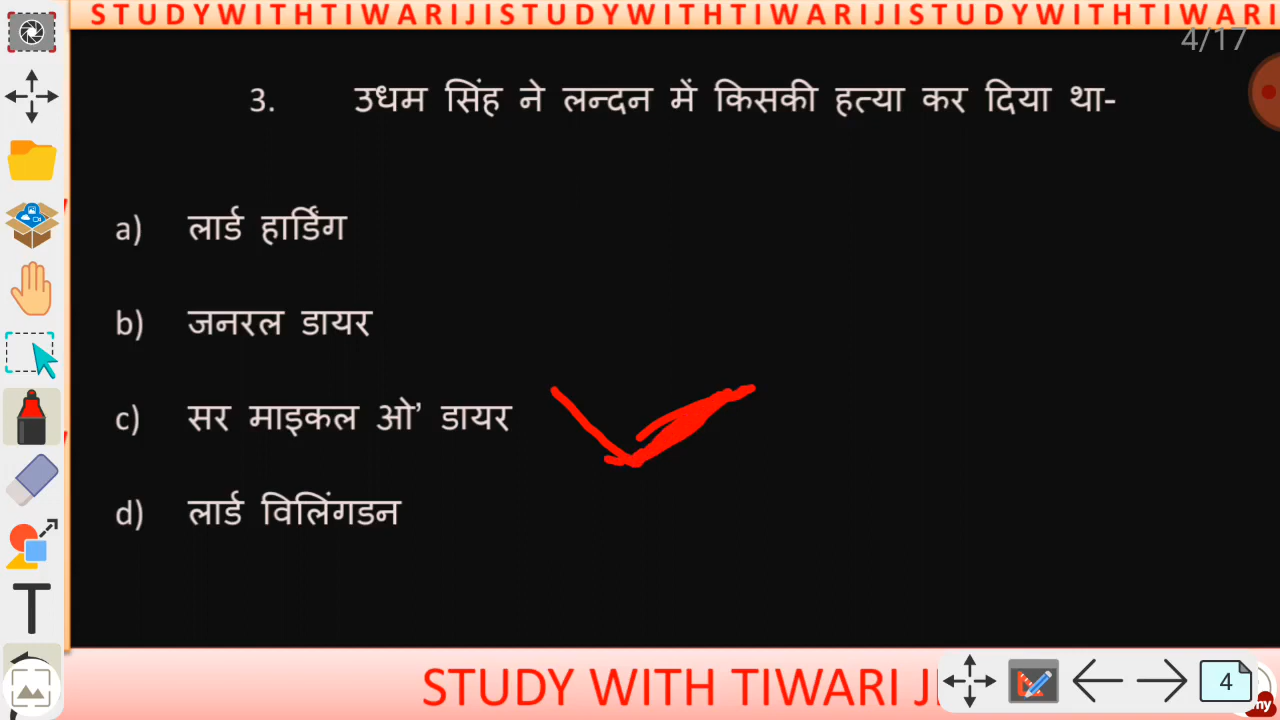 STUDYWITHTIWARIJISTUDYWITHTIWARIJISTUDYWITHTIWARI
4/17
3. उधम सिंह ने लन्दन में किसकी हत्या कर दिया था-
a) लार्ड हार्डिंग
b) जनरल डायर
c) सर माइकल ओ' डायर
d) लार्ड विलिंगडन
STUDY WITH TIWARI JI
4